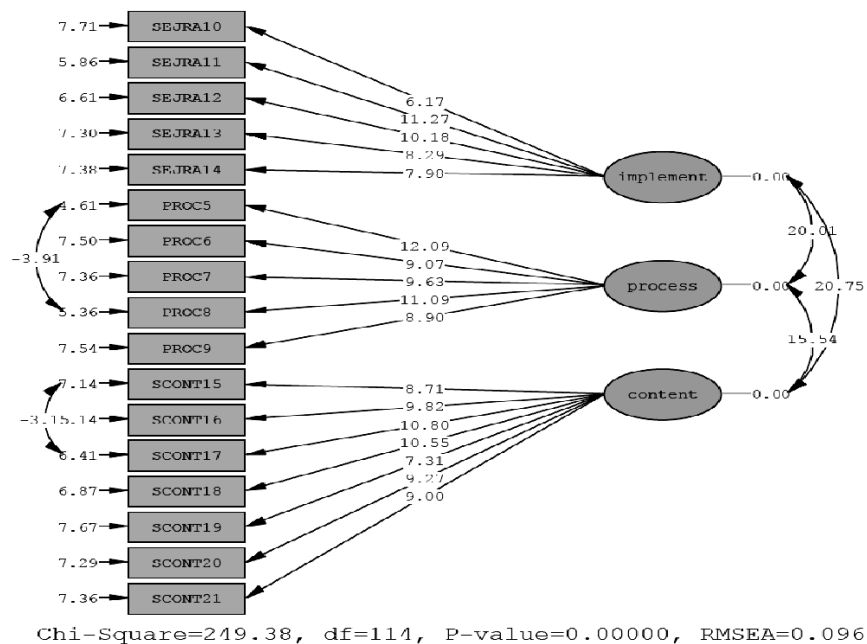 7.71 SEJRA10
5.86 SEJRA11
6.61 SEJRA12
6.17
11.27
7.30 SEJRA13
10.18
8.29
7.38 SEJRA14
7.90
implement 0.00
4.61 PROC5
20.01
7.50 PROC6
12.09
9.07
-3.91
7.36 PROC7
9.63
process 0.00
20.75
11.09
5.36 PROC8
8.90
7.54 PROC9
15.54
7.14 SCONT15
8.71
content 0.00
-3.15.14 SCONT16
9.82
10.80
6.41 SCONT17
10.55
7.31
6.87 SCONT18
9.27
9.00
7.67 SCONT19
7.29 SCONT20
7.36 SCONT21
Chi-Square=249.38, df=114, P-value=0.00000, RMSEA=0.096